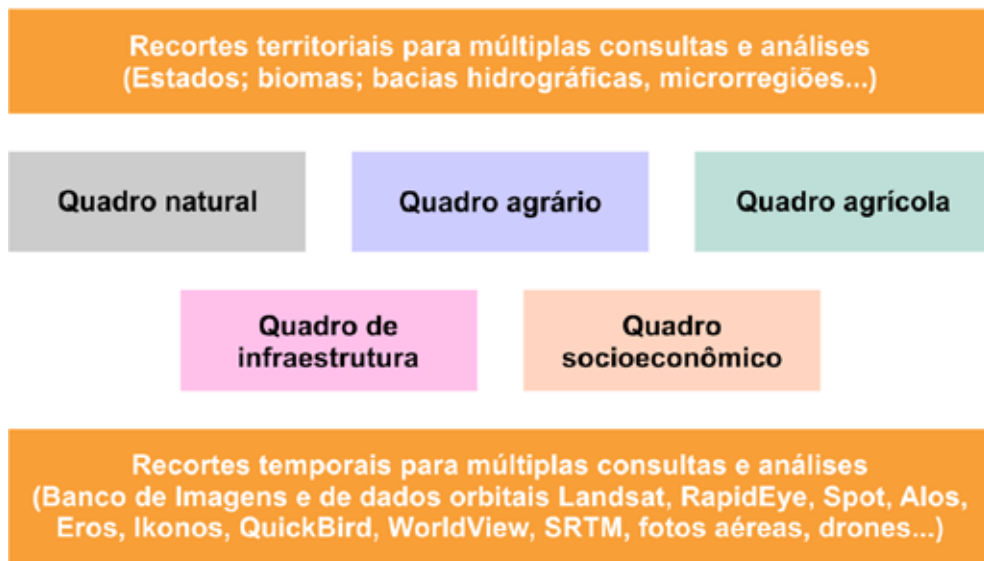 Recortes territoriais para múltiplas consultas e análises
(Estados; biomas; bacias hidrográficas, microrregiões...)
Quadro natural
Quadro agrário
Quadro agrícola
Quadro de
infraestrutura
Quadro
socioeconômico
Recortes temporais para múltiplas consultas e análises
(Banco de Imagens e de dados orbitais Landsat, RapidEye, Spot, Alos,
Eros, Ikonos, QuickBird, WorldView, SRTM, fotos aéreas, drones...)